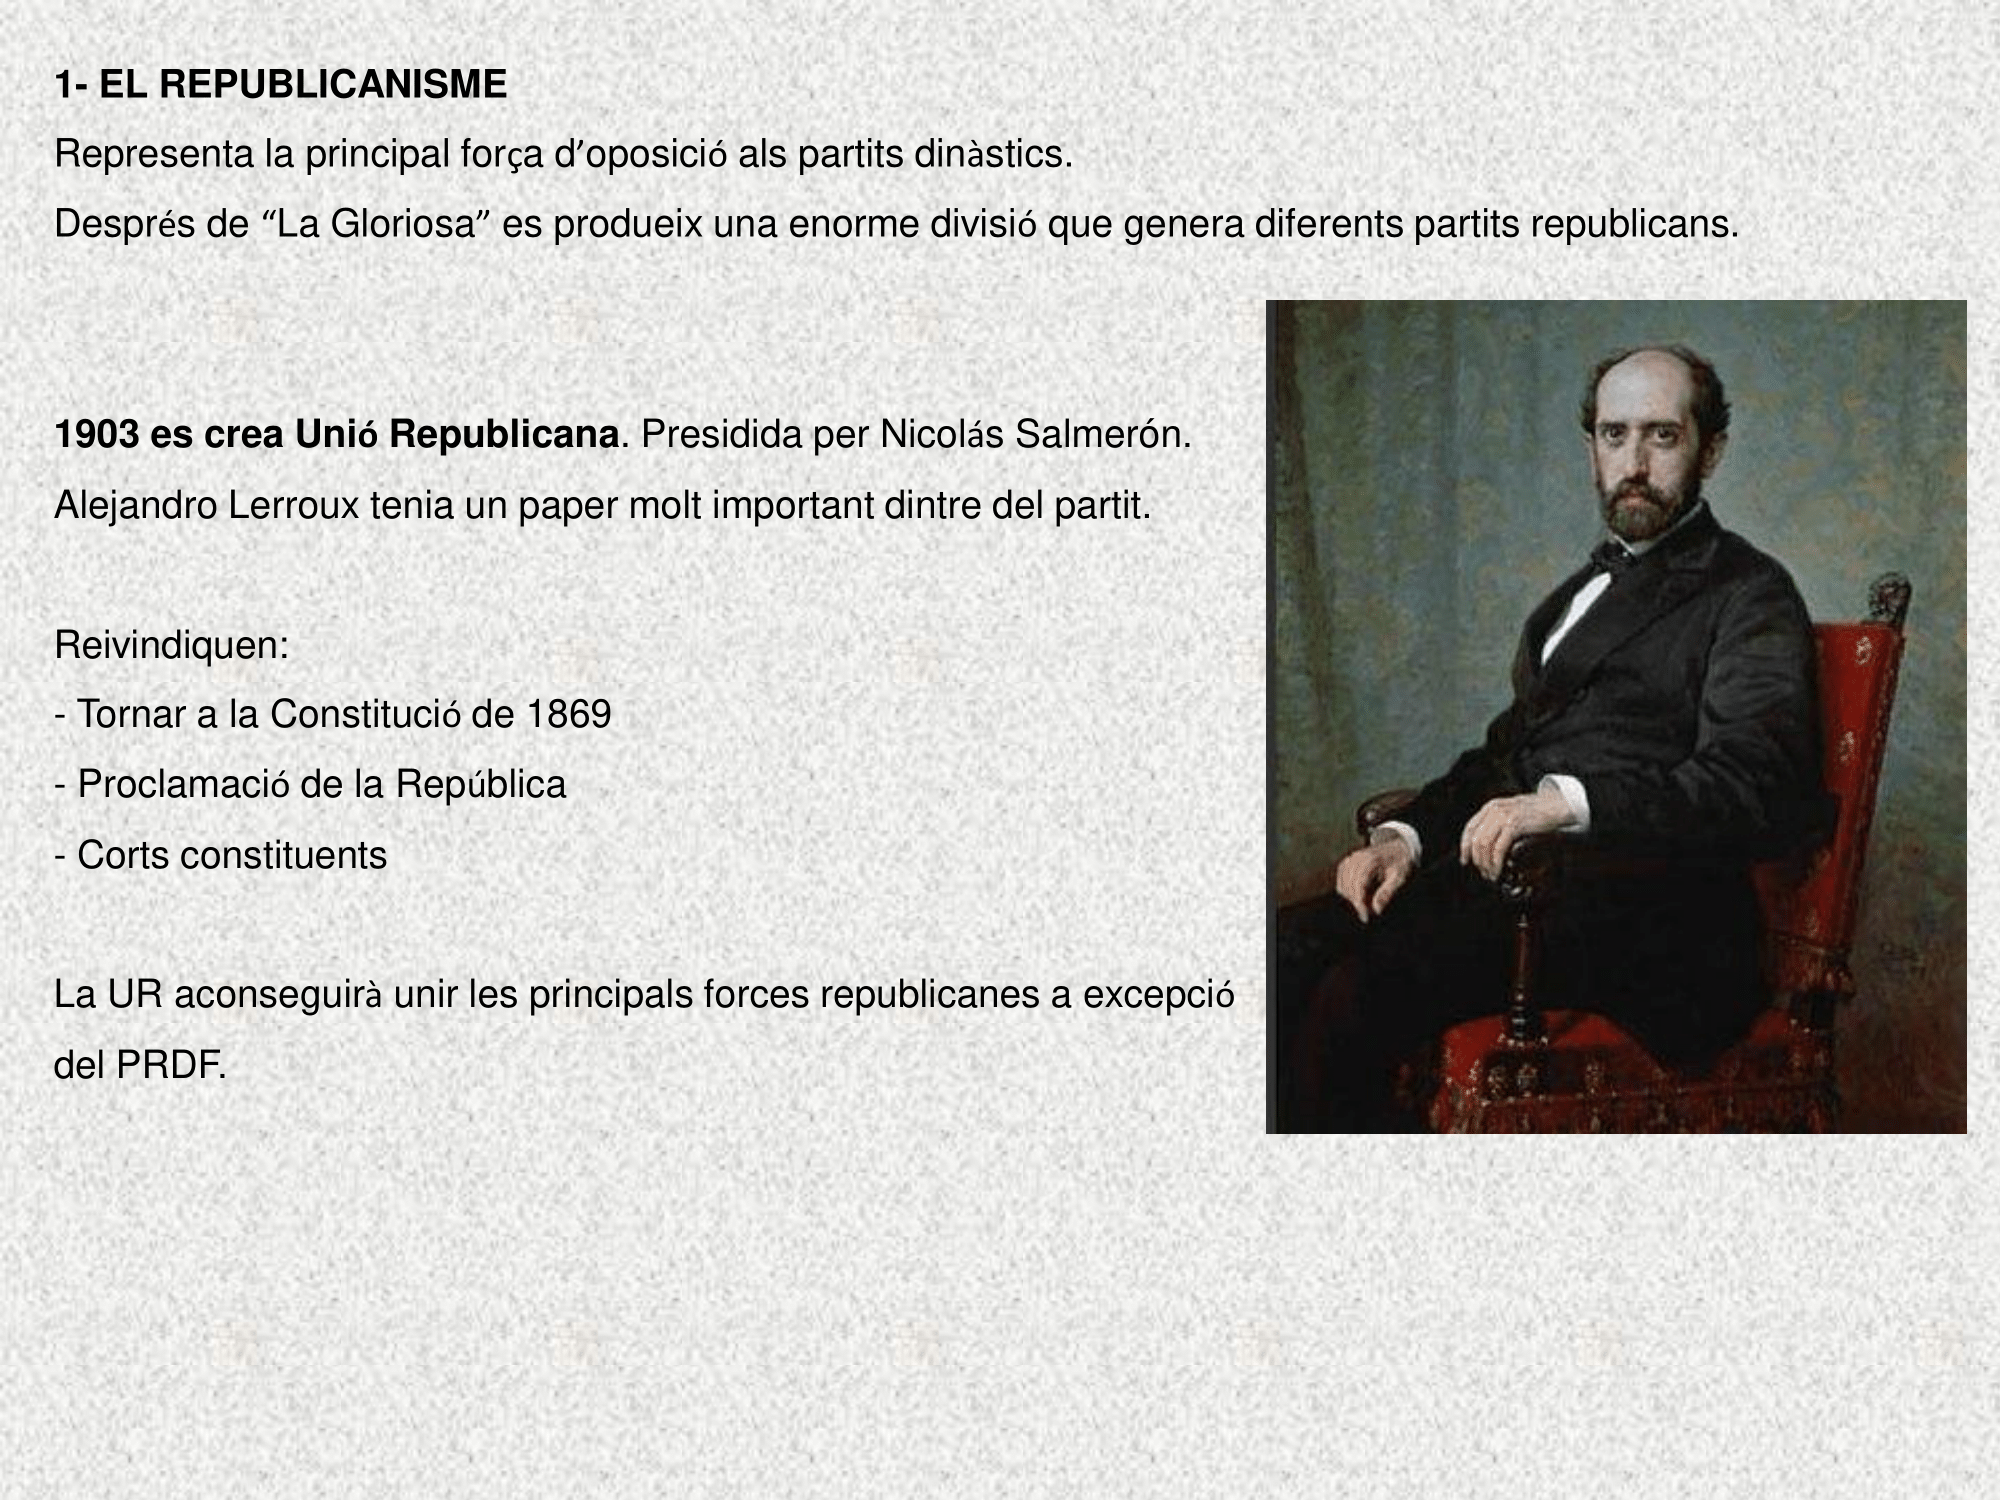 1- EL REPUBLICANISME
Representa la principal força d’oposició als partits dinàstics.
Després de “La Gloriosa” es produeix una enorme divisió que genera diferents partits republicans.
1903 es crea Unió Republicana. Presidida per Nicolás Salmerón.
Alejandro Lerroux tenia un paper molt important dintre del partit.
Reivindiquen:
- Tornar a la Constitució de 1869
- Proclamació de la República
- Corts constituents
La UR aconseguirà unir les principals forces republicanes a excepció
del PRDF.